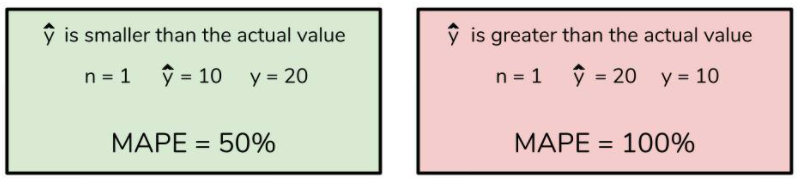 ŷ is smaller than the actual value
n = 1 ŷ = 10 y = 20
MAPE = 50%
ŷ is greater than the actual value
n = 1 ŷ = 20 y = 10
MAPE = 100%